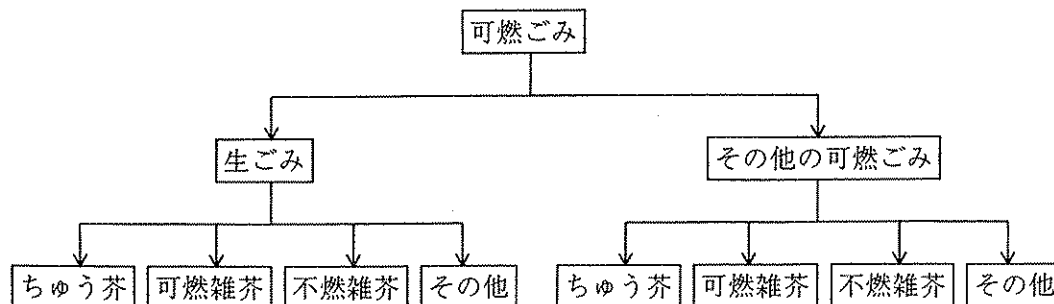 可燃ごみ
生ごみ
その他の可燃ごみ
ちゅう芥
可燃雑芥
不燃雑芥
その他
ちゅう芥
可燃雑芥
不燃雑芥
その他